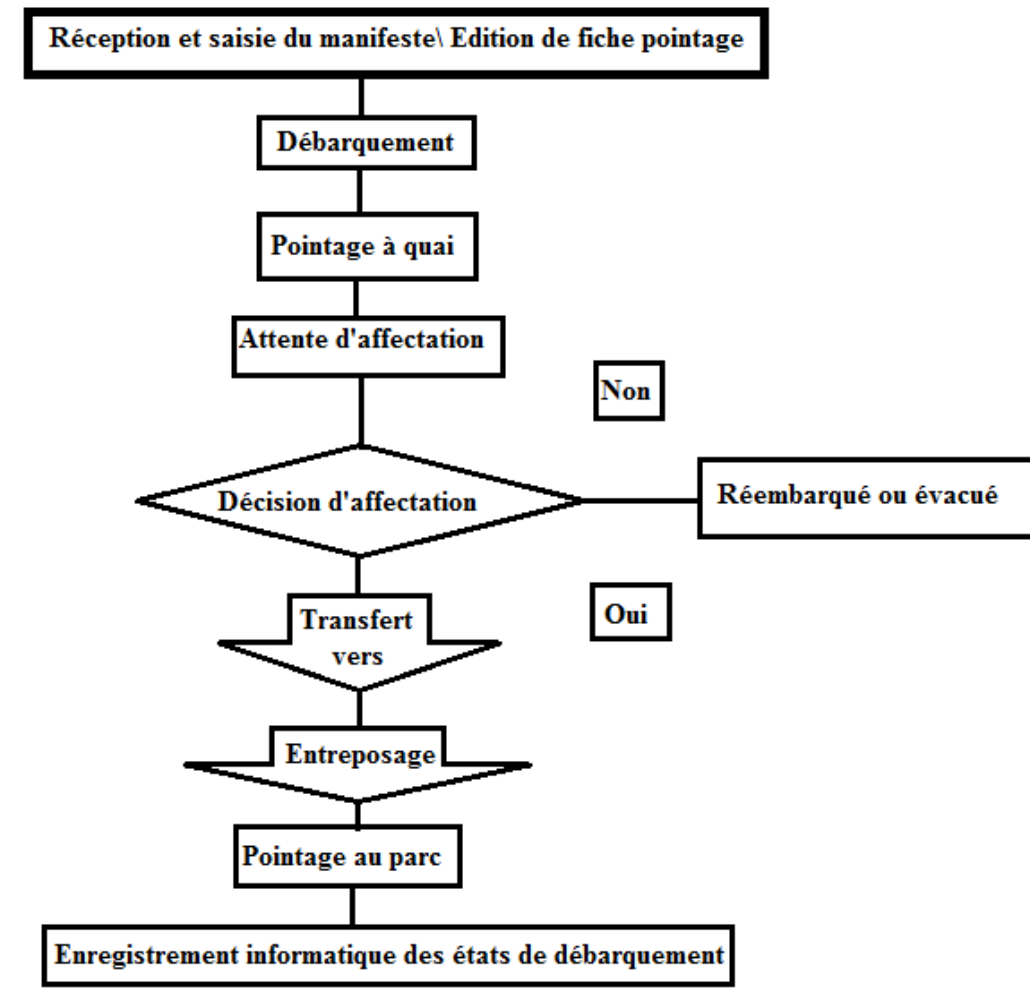 Réception et saisie du manifeste\ Edition de fiche pointage
Débarquement
Pointage à quai
Attente d'affectation
Non
Décision d'affectation
Réembarqué ou évacué
Transfert
vers
Oui
Entreposage
Pointage au parc
Enregistrement informatique des états de débarquement